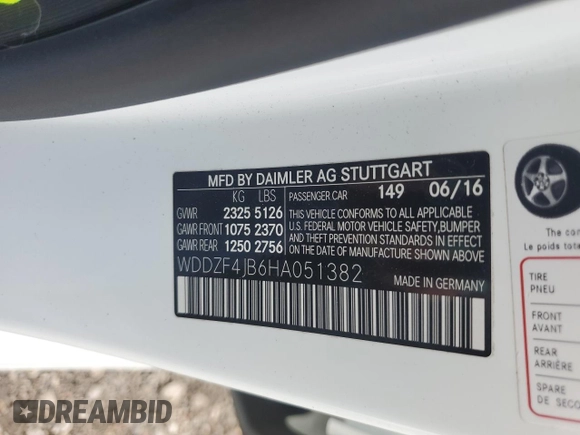 MFD BY DAIMLER AG STUTTGART
KG LBS PASSENGER CAR 149 06/16
GVWR 2325 5126
GAWR FRONT 1075 2370
GAWR REAR 1250 2756
THIS VEHICLE CONFORMS TO ALL APPLICABLE
U.S. FEDERAL MOTOR VEHICLE SAFETY,BUMPER
AND THEFT PREVENTION STANDARDS IN EFFECT
ON THE DATE OF MANUFACTURE SHOWN ABOVE
WDDZF4JB6HA051382
MADE IN GERMANY
The com
Le poids tota
TIRE
PNEU
FRONT
AVANT
REAR
ARRIÈRE
SPARE
DE SECO
DREAMBID